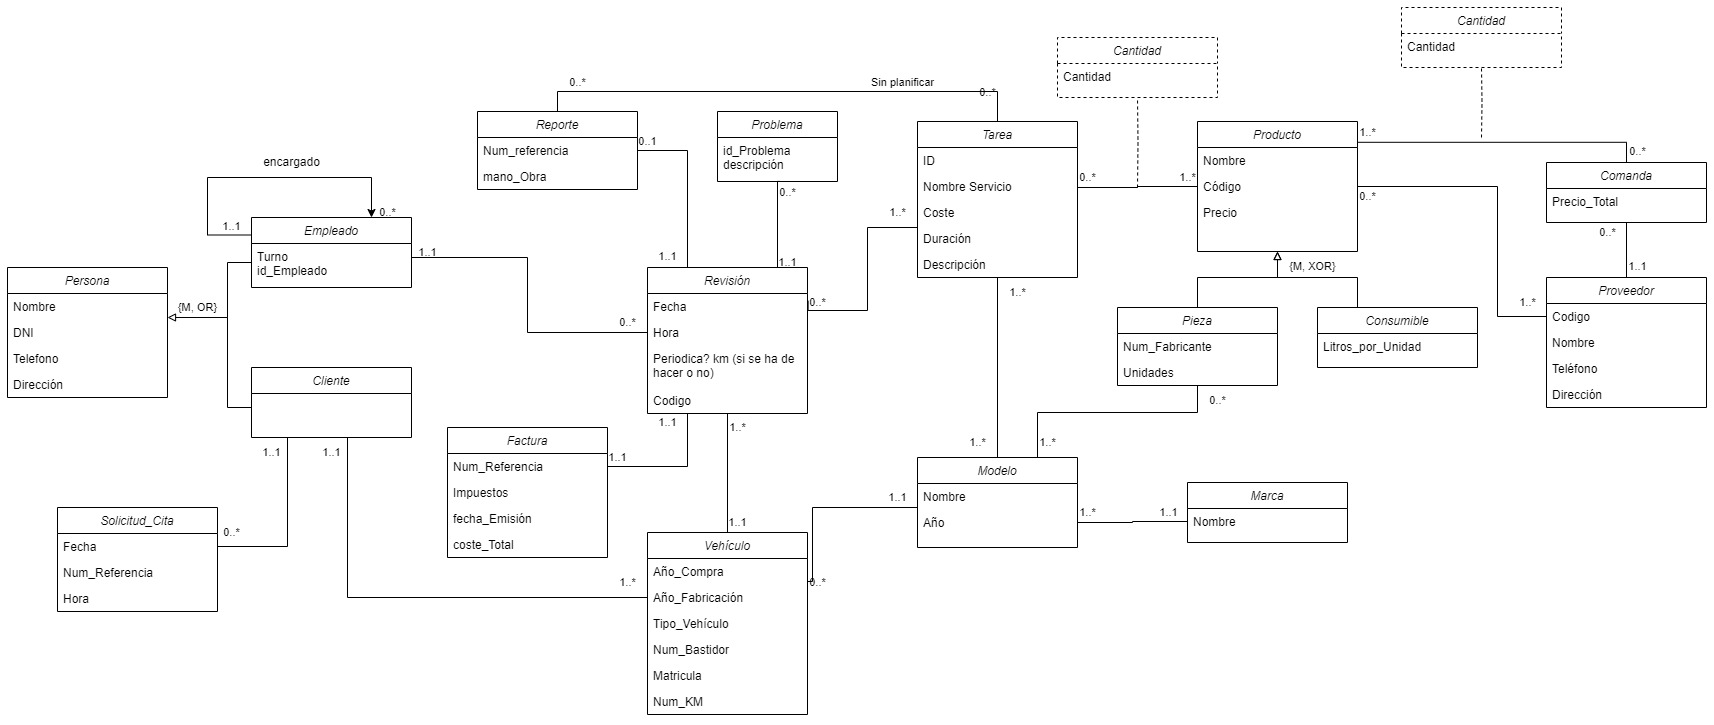 Cantidad
Cantidad
Cantidad
Cantidad
0..*
Sin planificar
0..*
Reporte
Num_referencia
mano_Obra
0..1
Problema
id_Problema
descripción
0..*
Tarea
ID
Nombre Servicio
Coste
Duración
Descripción
0..*
1..*
1..*
Producto
Nombre
Código
Precio
1..*
0..*
0..*
Comanda
Precio_Total
0..*
1..1
encargado
1..1
0..*
Empleado
Turno
id_Empleado
1..1
{M, OR}
Persona
Nombre
DNI
Telefono
Dirección
Cliente
1..1
1..1
1..1
1..1
Revisión
Fecha
Hora
Periodica? km (si se ha de
hacer o no)
Codigo
0..*
0..*
1..1
1..*
{M, XOR}
Pieza
Num_Fabricante
Unidades
0..*
Consumible
Litros_por_Unidad
1..*
Proveedor
Codigo
Nombre
Teléfono
Dirección
1..*
1..*
1..*
Factura
Num_Referencia
Impuestos
fecha_Emisión
coste_Total
1..1
Modelo
Nombre
Año
1..1
1..*
1..1
Marca
Nombre
Solicitud_Cita
Fecha
Num_Referencia
Hora
0..*
1..1
1..*
Vehículo
Año_Compra
Año_Fabricación
Tipo_Vehículo
Num_Bastidor
Matricula
Num_KM
0..*